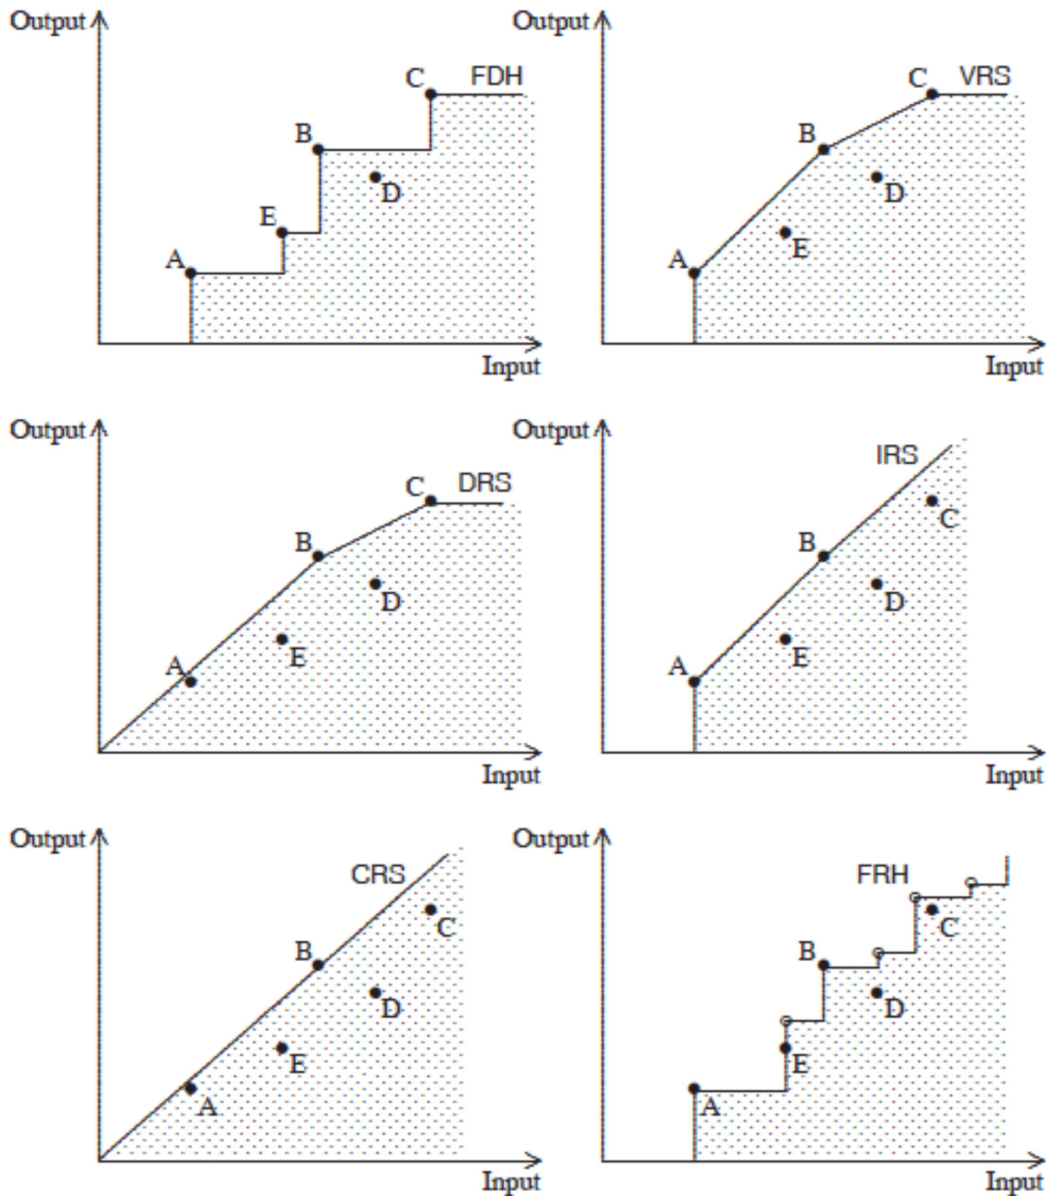 Output Output
C FDH C VRS
B B
D D
E E
A A
Input Input
Output Output
C DRS IRS
C
B B
D D
A E A E
Input Input
Output Output
CRS FRH
C C
B B
D D
E E
A A
Input Input